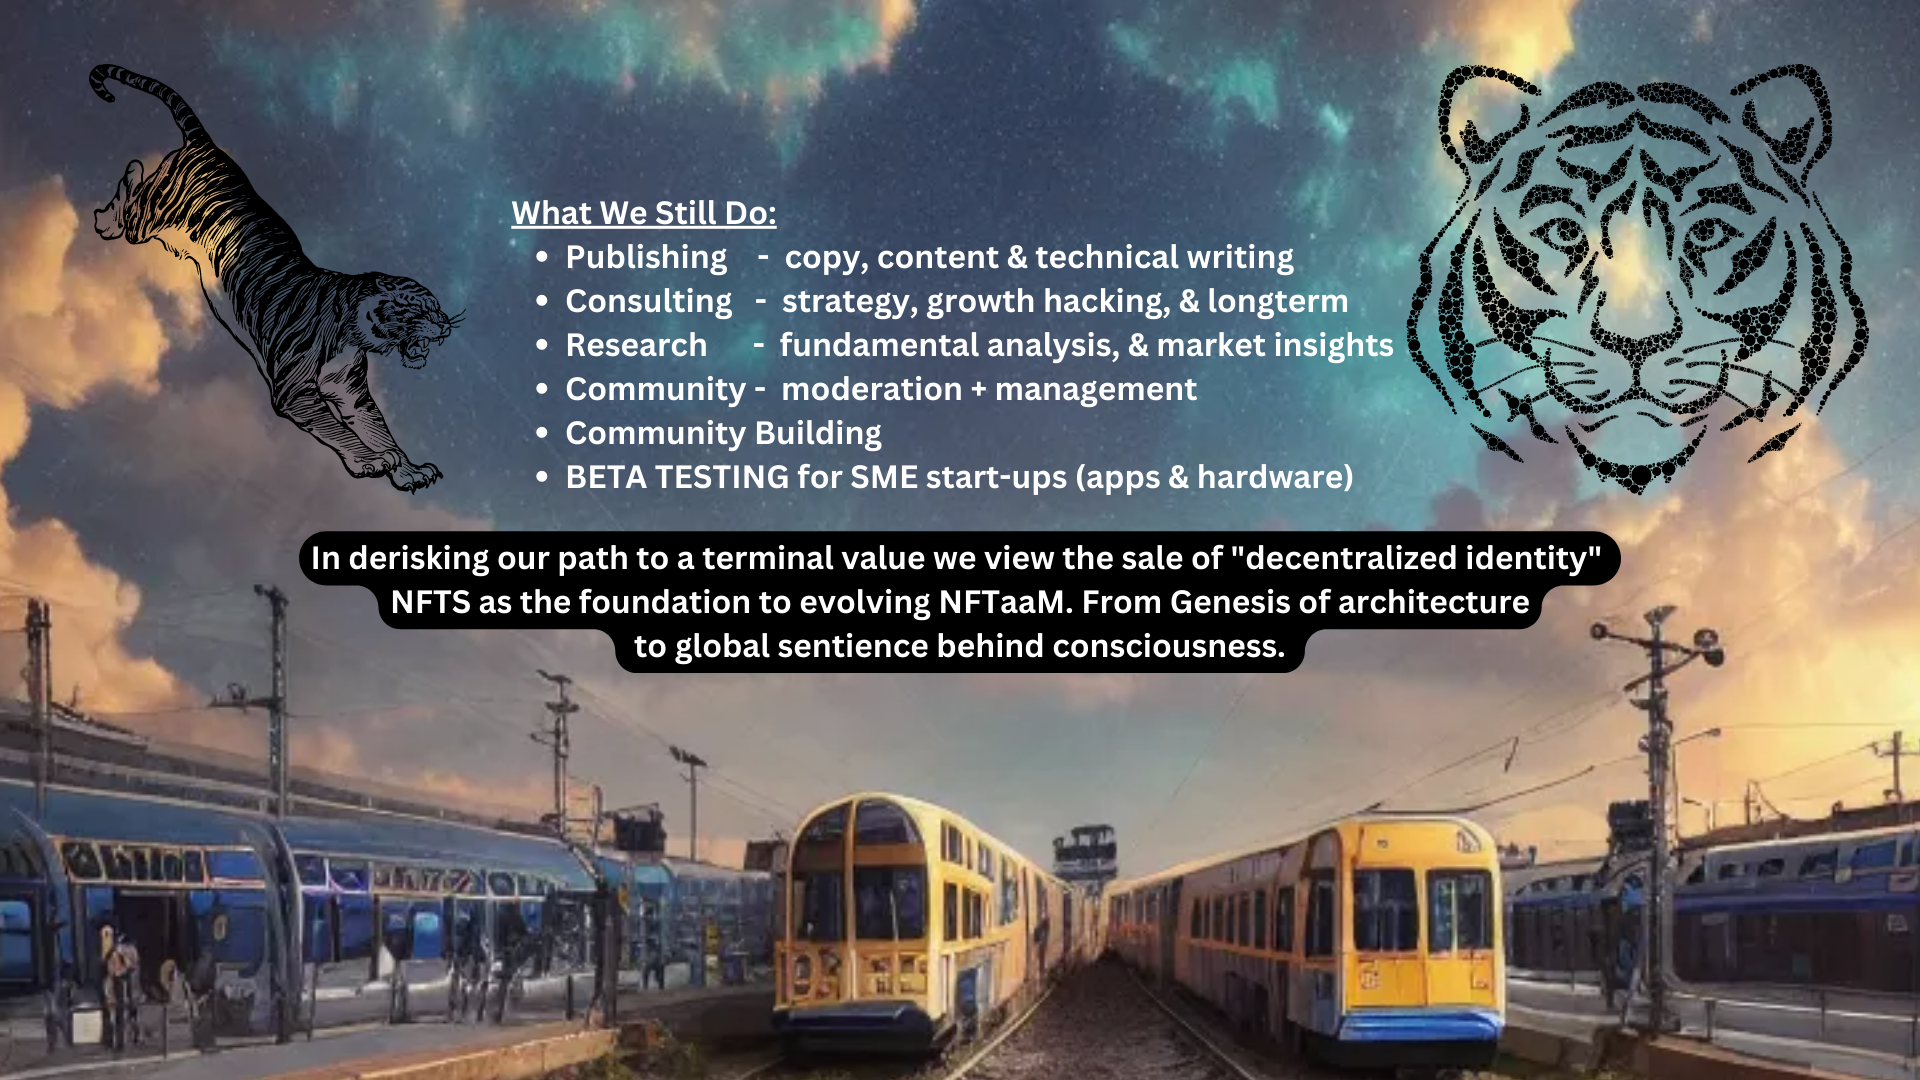 What We Still Do:
• Publishing - copy, content & technical writing
• Consulting - strategy, growth hacking, & longterm
• Research - fundamental analysis, & market insights
• Community - moderation + management
• Community Building
• BETA TESTING for SME start-ups (apps & hardware)
In derisking our path to a terminal value we view the sale of "decentralized identity"
NFTS as the foundation to evolving NFTaaM. From Genesis of architecture
to global sentience behind consciousness.